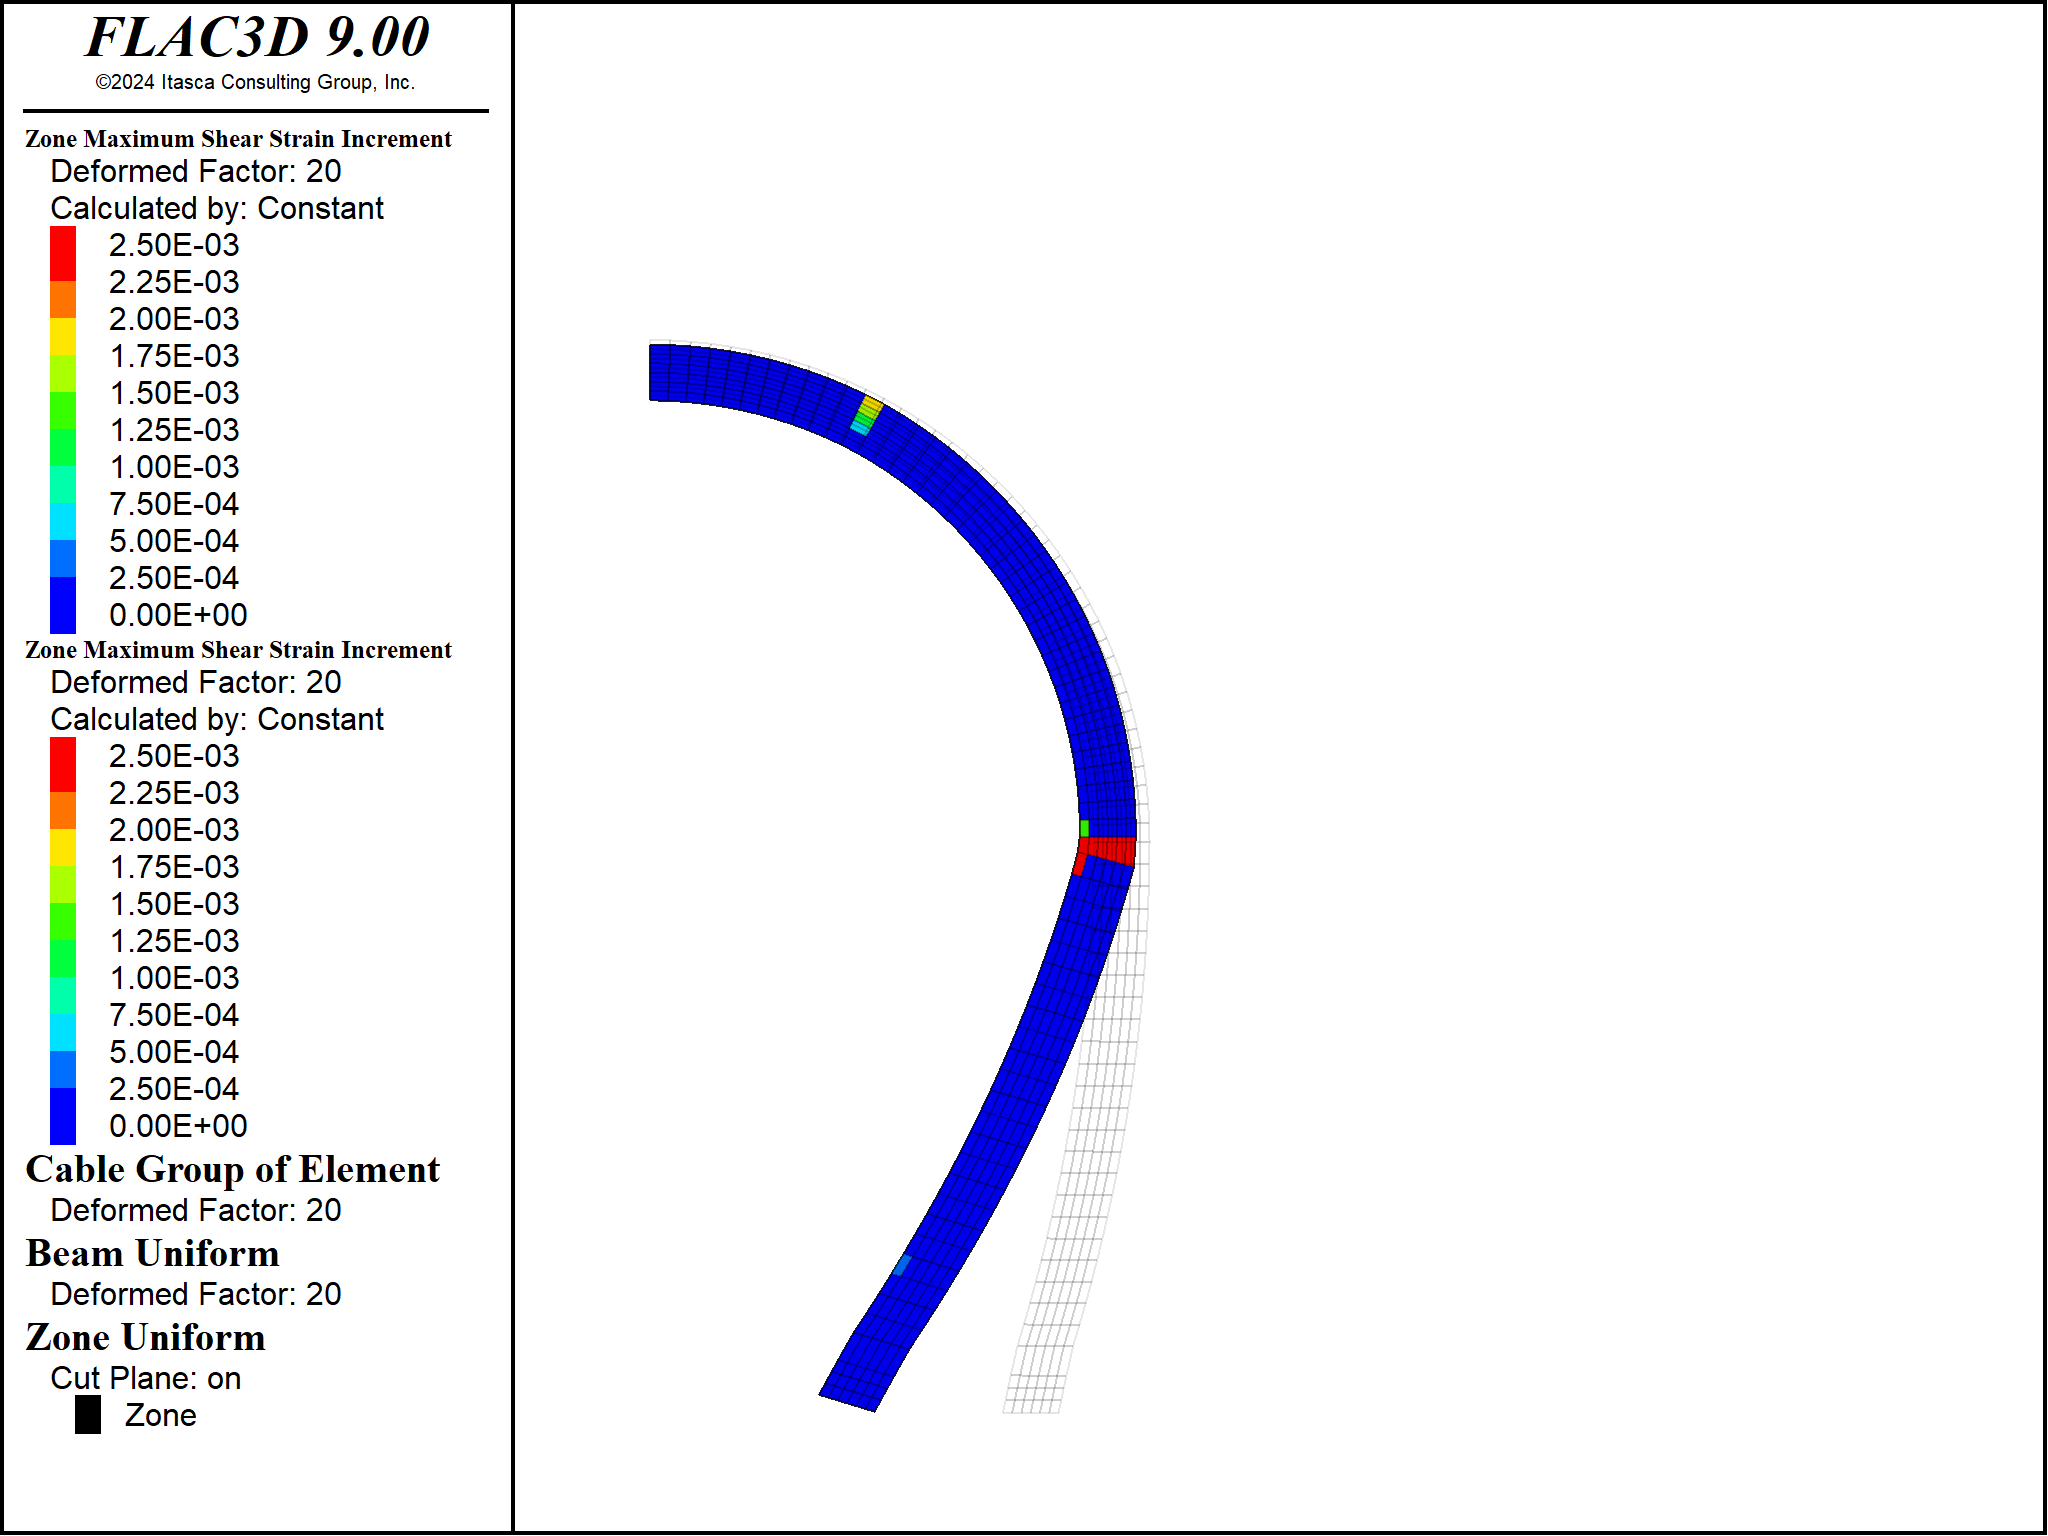 FLAC3D 9.00
©2024 Itasca Consulting Group, Inc.
Zone Maximum Shear Strain Increment
Deformed Factor: 20
Calculated by: Constant
2.50E-03
2.25E-03
2.00E-03
1.75E-03
1.50E-03
1.25E-03
1.00E-03
7.50E-04
5.00E-04
2.50E-04
0.00E+00
Zone Maximum Shear Strain Increment
Deformed Factor: 20
Calculated by: Constant
2.50E-03
2.25E-03
2.00E-03
1.75E-03
1.50E-03
1.25E-03
1.00E-03
7.50E-04
5.00E-04
2.50E-04
0.00E+00
Cable Group of Element
Deformed Factor: 20
Beam Uniform
Deformed Factor: 20
Zone Uniform
Cut Plane: on
Zone